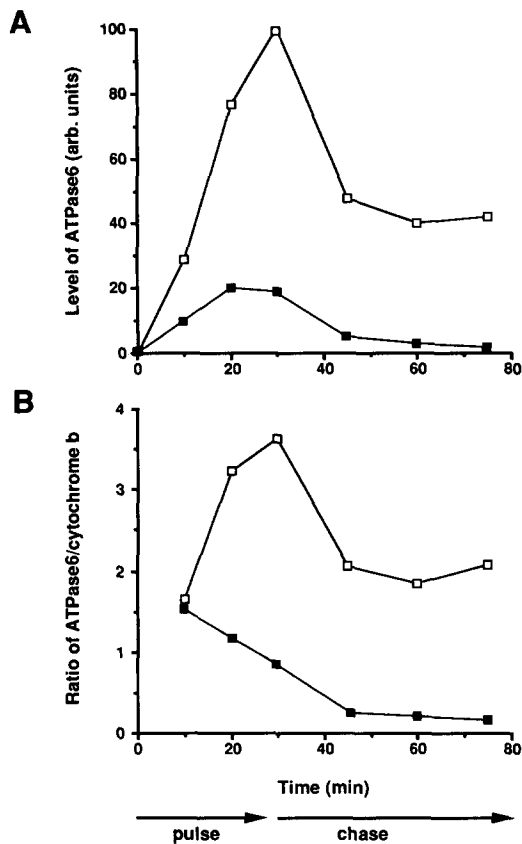 A
Level of ATPase6 (arb. units)
100
80
60
40
20
0
0 20 40 60 80
B
Ratio of ATPase6/cytochrome b
4
3
2
1
0
0 20 40 60 80
Time (min)
pulse chase